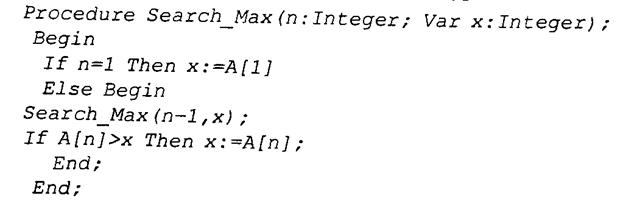 Procedure Search_Max(n:Integer; Var x:Integer);
Begin
If n=1 Then x:=A[1]
Else Begin
Search_Max(n-1,x);
If A[n]>x Then x:=A[n];
End;
End;